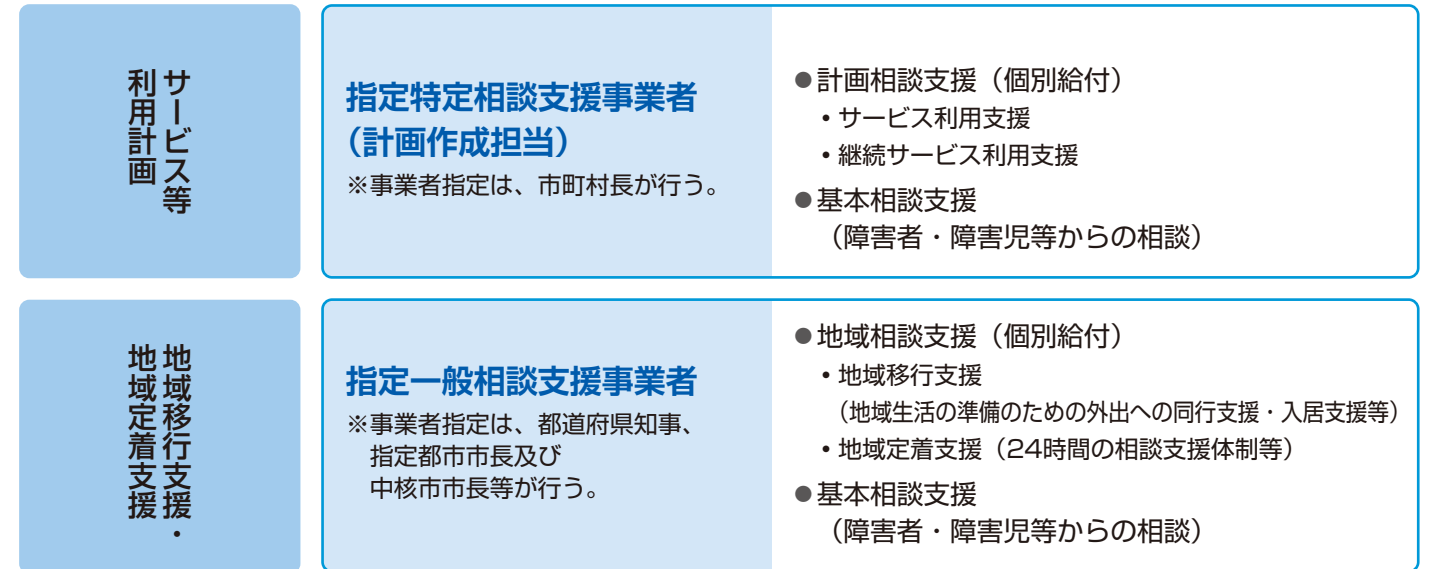 サービス等
利用計画
指定特定相談支援事業者
（計画作成担当）
※事業者指定は、市町村長が行う。
●計画相談支援（個別給付）
・サービス利用支援
・継続サービス利用支援
●基本相談支援
（障害者・障害児等からの相談）
地域移行支援・
地域定着支援
指定一般相談支援事業者
※事業者指定は、都道府県知事、
指定都市市長及び
中核市市長等が行う。
●地域相談支援（個別給付）
・地域移行支援
（地域生活の準備のための外出への同行支援・入居支援等）
・地域定着支援（24時間の相談支援体制等）
●基本相談支援
（障害者・障害児等からの相談）